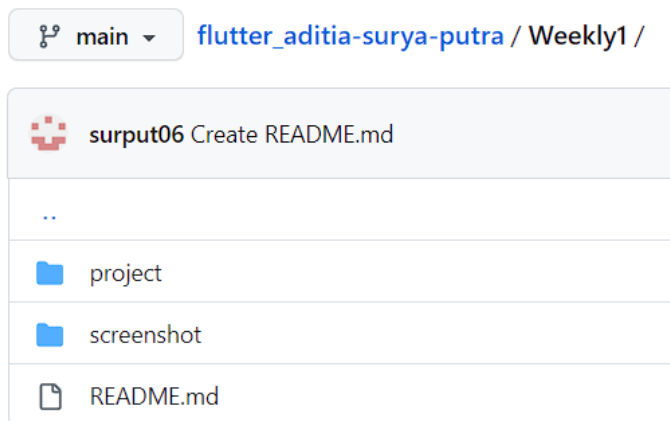 main flutter_aditia-surya-putra / Weekly1 /
surput06 Create README.md
..
project
screenshot
README.md